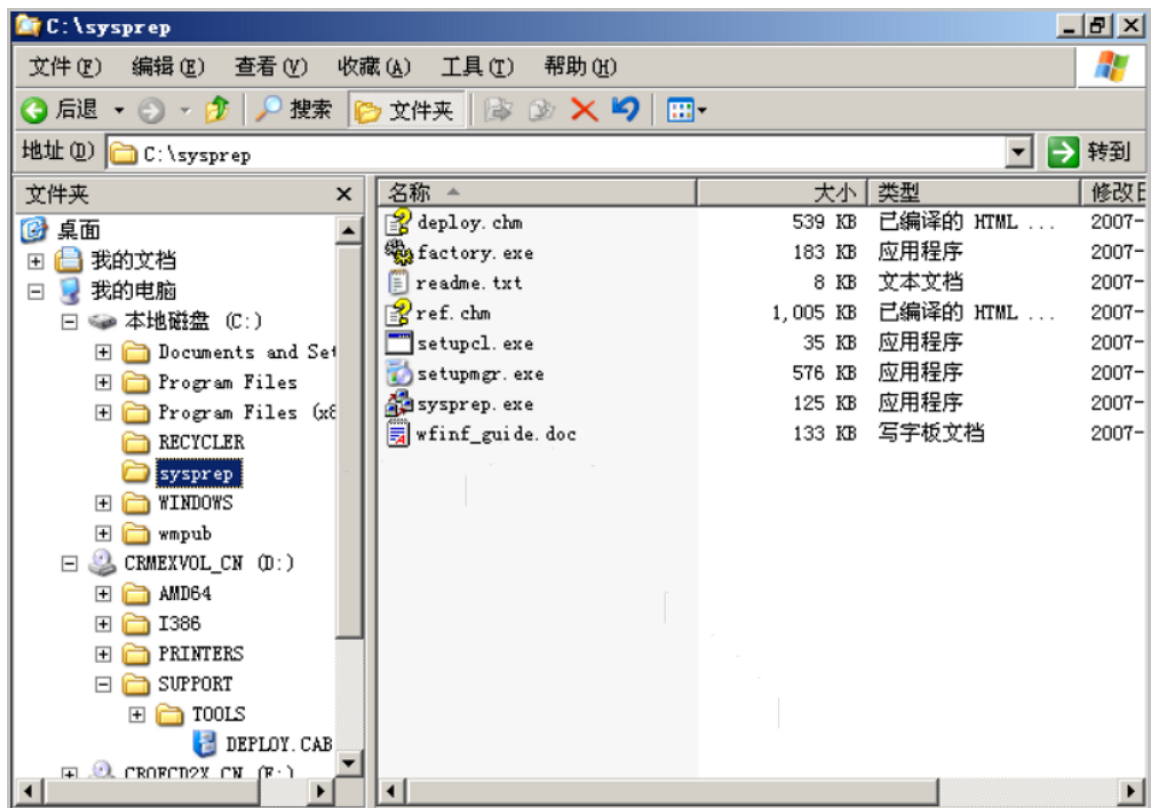 C:\sysprep
文件(F) 编辑(E) 查看(V) 收藏(A) 工具(T) 帮助(H)
后退 搜索 文件夹
地址(D) C:\sysprep 转到
文件夹
桌面
我的文档
我的电脑
本地磁盘 (C:)
Documents and Set
Program Files
Program Files (x8
RECYCLER
sysprep
WINDOWS
wmpub
CRMEXVOL_CN (D:)
AMD64
I386
PRINTERS
SUPPORT
TOOLS
DEPLOY.CAB
名称 大小 类型 修改日
deploy.chm 539 KB 已编译的 HTML ... 2007-
factory.exe 183 KB 应用程序 2007-
readme.txt 8 KB 文本文档 2007-
ref.chm 1,005 KB 已编译的 HTML ... 2007-
setupcl.exe 35 KB 应用程序 2007-
setupmgr.exe 576 KB 应用程序 2007-
sysprep.exe 125 KB 应用程序 2007-
wfinf_guide.doc 133 KB 写字板文档 2007-